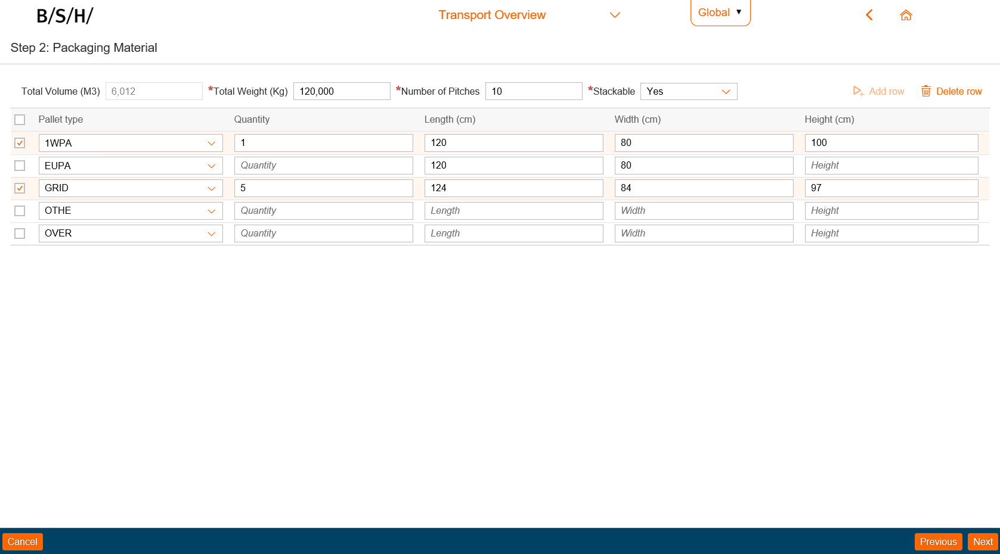 B/S/H/
Transport Overview
Global ▼
Step 2: Packaging Material
Total Volume (M3) 6,012 *Total Weight (Kg) 120,000 *Number of Pitches 10 *Stackable Yes Add row Delete row
Pallet type Quantity Length (cm) Width (cm) Height (cm)
1WPA 1 120 80 100
EUPA Quantity 120 80 Height
GRID 5 124 84 97
OTHE Quantity Length Width Height
OVER Quantity Length Width Height
Cancel Previous Next